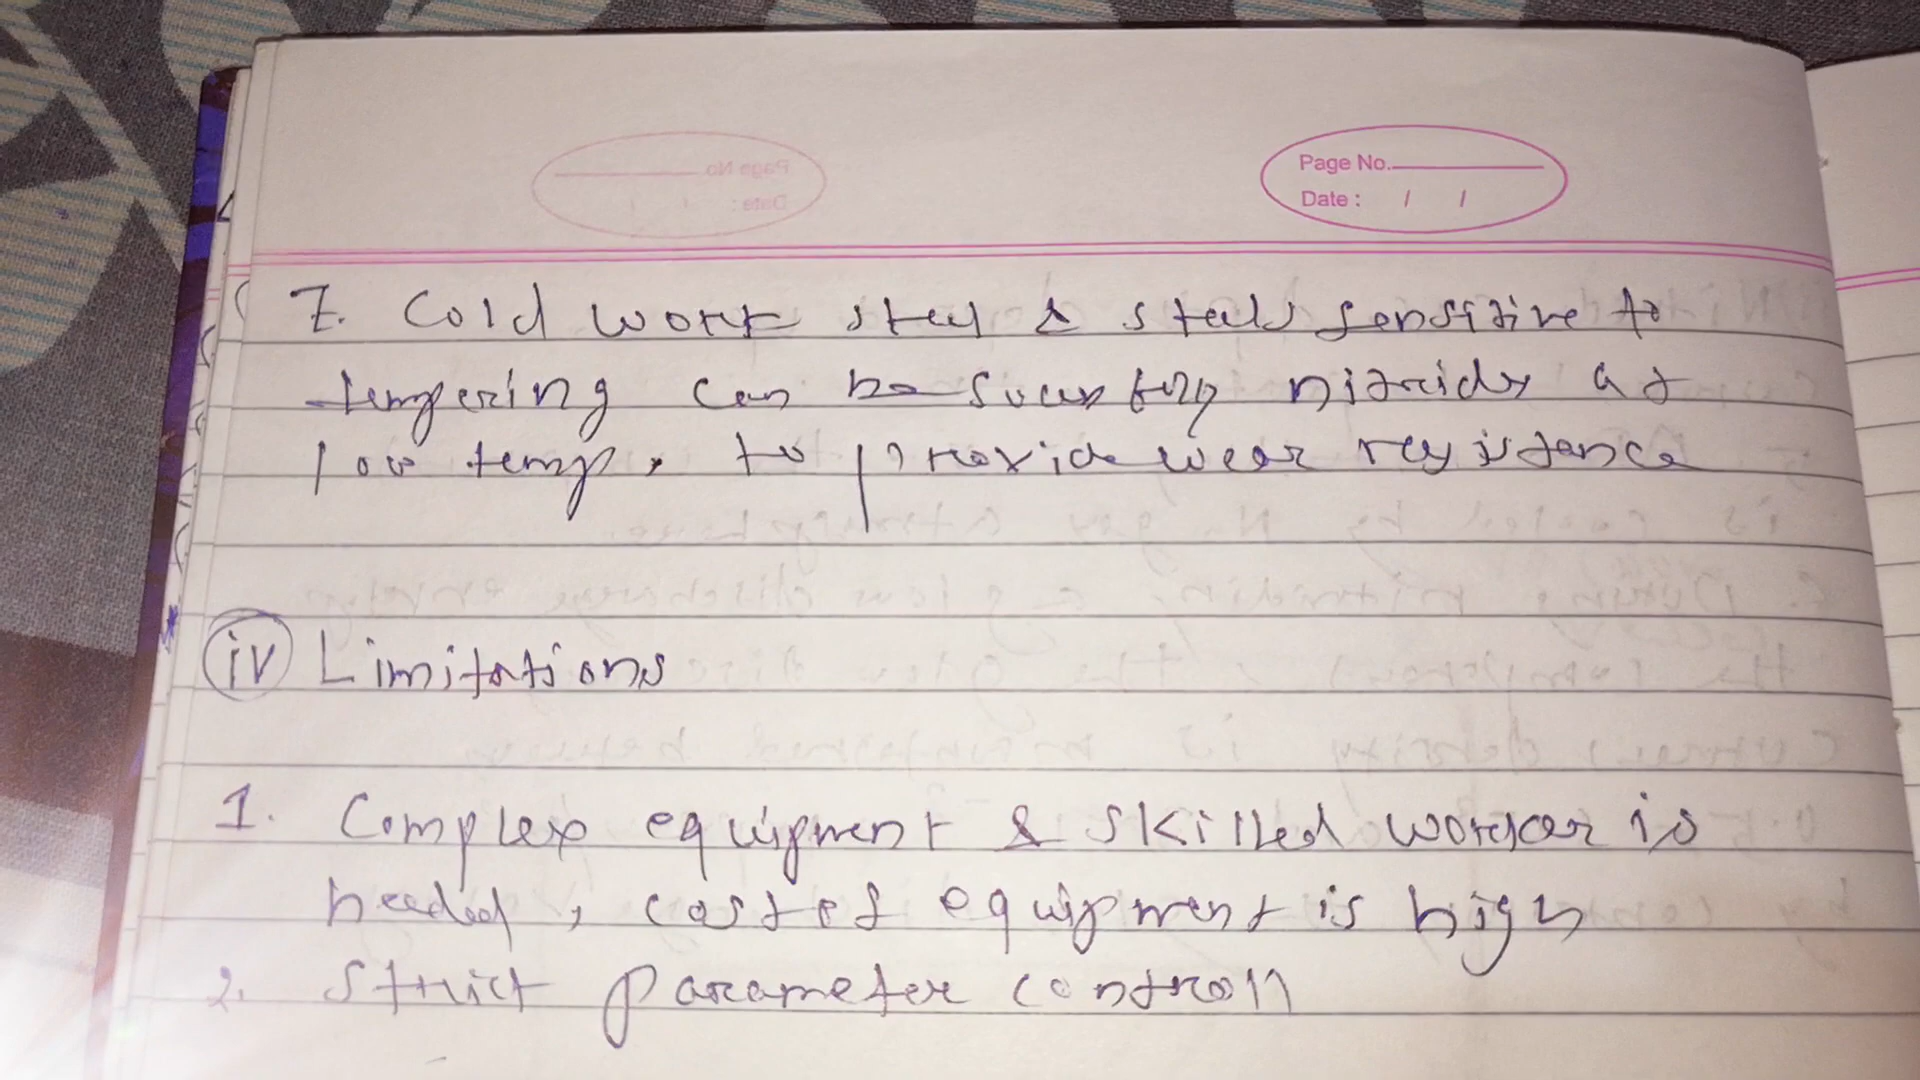 Page No.
Date : / /
7. Cold work steel & steels sensitive to
tempering can be nitrided at
low temp, to provide wear resistance
iv Limitations
1. Complex equipment & skilled worker is
needed, cost of equipment is high
2. strict parameter controll